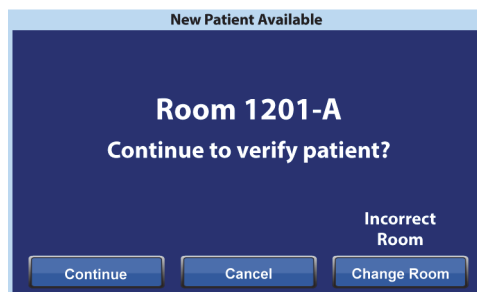 New Patient Available
Room 1201-A
Continue to verify patient?
Incorrect
Room
Continue
Cancel
Change Room